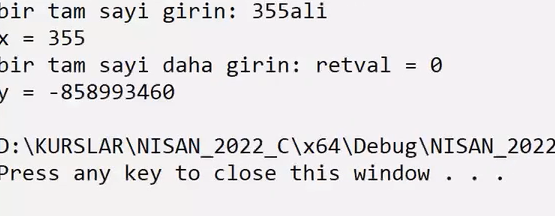 bir tam sayi girin: 355ali
x = 355
bir tam sayi daha girin: retval = 0
y = -858993460
D:\KURSLAR\NISAN_2022_C\x64\Debug\NISAN_2022
Press any key to close this window . . .